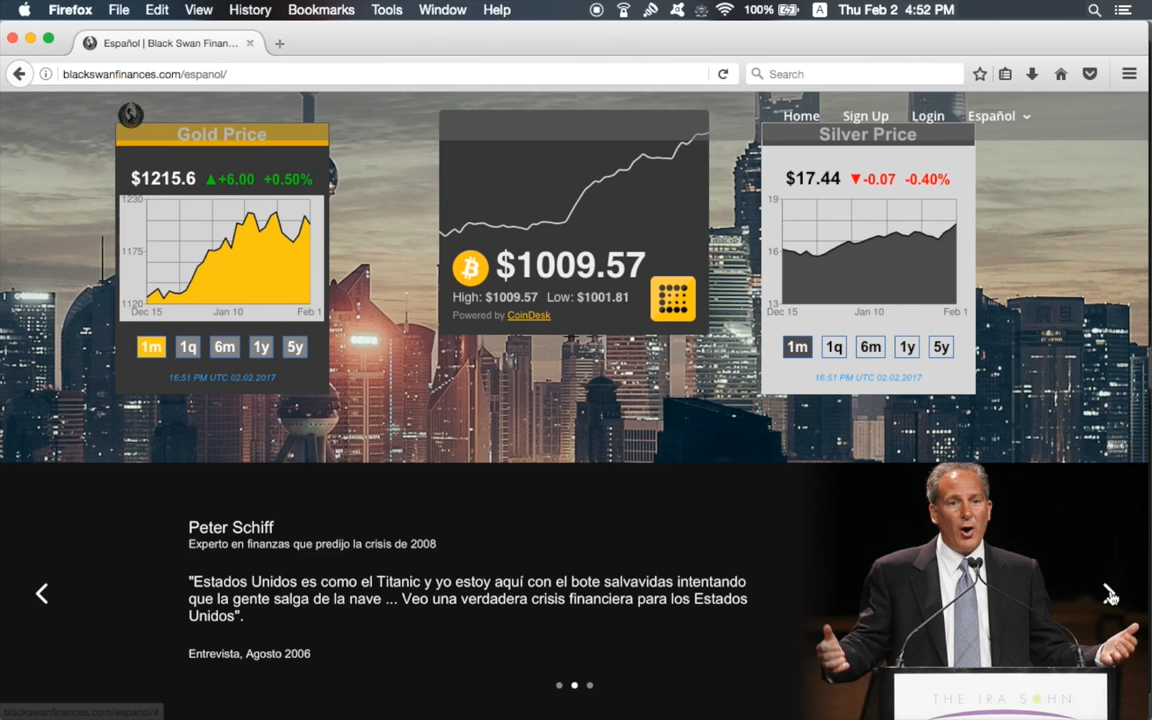 Firefox File Edit View History Bookmarks Tools Window Help 100% A Thu Feb 2 4:52 PM
Español | Black Swan Finan...
blackswanfinances.com/espanol/
Search
Home Sign Up Login Español
Gold Price
$1215.6 ▲+6.00 +0.50%
1230
1175
1120
Dec 15 Jan 10 Feb 1
1m 1q 6m 1y 5y
16:51 PM UTC 02.02.2017
$1009.57
High: $1009.57 Low: $1001.81
Powered by CoinDesk
Silver Price
$17.44 ▼-0.07 -0.40%
19
16
13
Dec 15 Jan 10 Feb 1
1m 1q 6m 1y 5y
16:51 PM UTC 02.02.2017
Peter Schiff
Experto en finanzas que predijo la crisis de 2008
"Estados Unidos es como el Titanic y yo estoy aquí con el bote salvavidas intentando
que la gente salga de la nave ... Veo una verdadera crisis financiera para los Estados
Unidos".
Entrevista, Agosto 2006
THE IRA SOHN
blackswanfinances.com/espanol/#